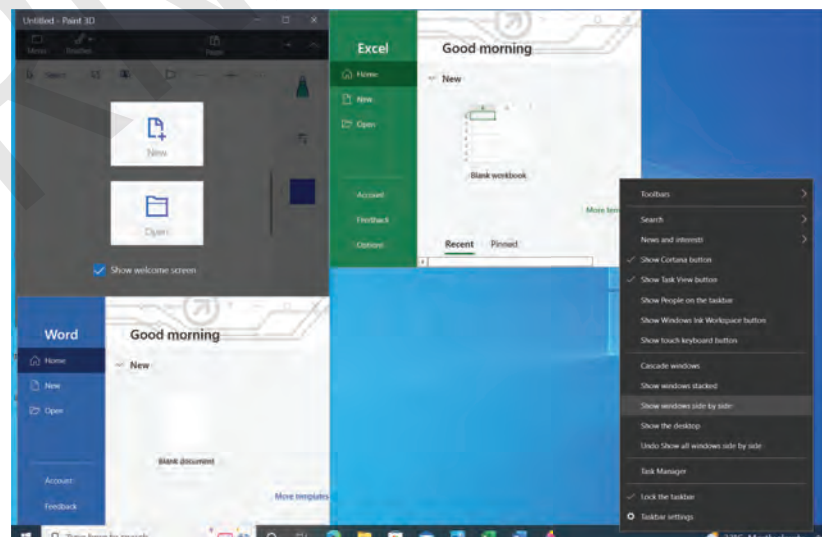 Untitled - Paint 3D
Menu
Brushes
Paste
Select
New
Open
Show welcome screen
Excel
Home
New
Open
Account
Feedback
Options
Good morning
New
Blank workbook
More tem
Recent Pinned
Word
Home
New
Open
Account
Feedback
Good morning
New
Blank document
More templates
Toolbars
Search
News and interests
Show Cortana button
Show Task View button
Show People on the taskbar
Show Windows Ink Workspace button
Show touch keyboard button
Cascade windows
Show windows stacked
Show windows side by side
Show the desktop
Undo Show all windows side by side
Task Manager
Lock the taskbar
Taskbar settings